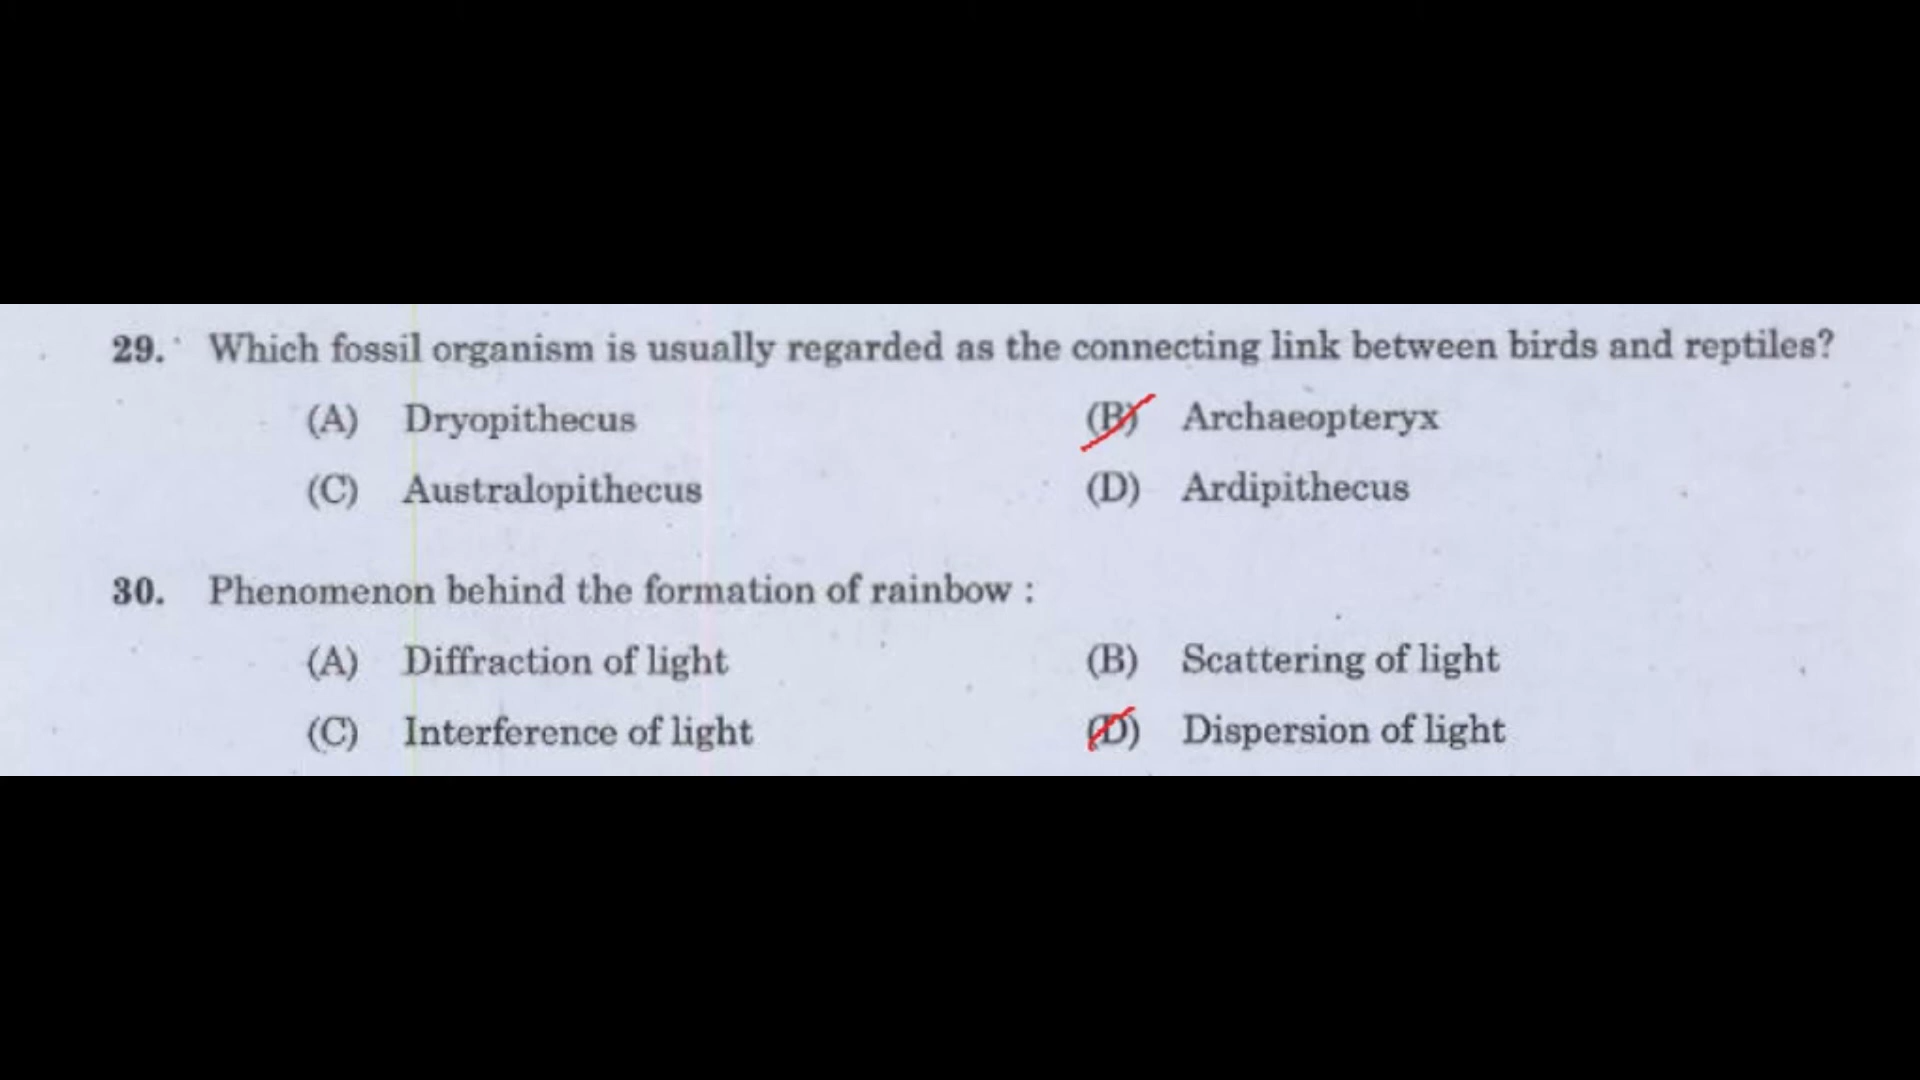 29. Which fossil organism is usually regarded as the connecting link between birds and reptiles?
(A) Dryopithecus (B) Archaeopteryx
(C) Australopithecus (D) Ardipithecus
30. Phenomenon behind the formation of rainbow :
(A) Diffraction of light (B) Scattering of light
(C) Interference of light (D) Dispersion of light